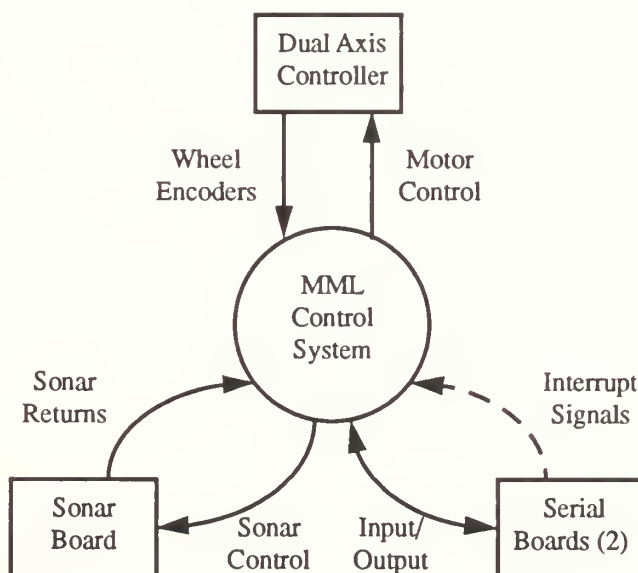 Dual Axis
Controller
Wheel
Encoders
Motor
Control
MML
Control
System
Sonar
Returns
Interrupt
Signals
Sonar
Board
Sonar
Control
Input/
Output
Serial
Boards (2)